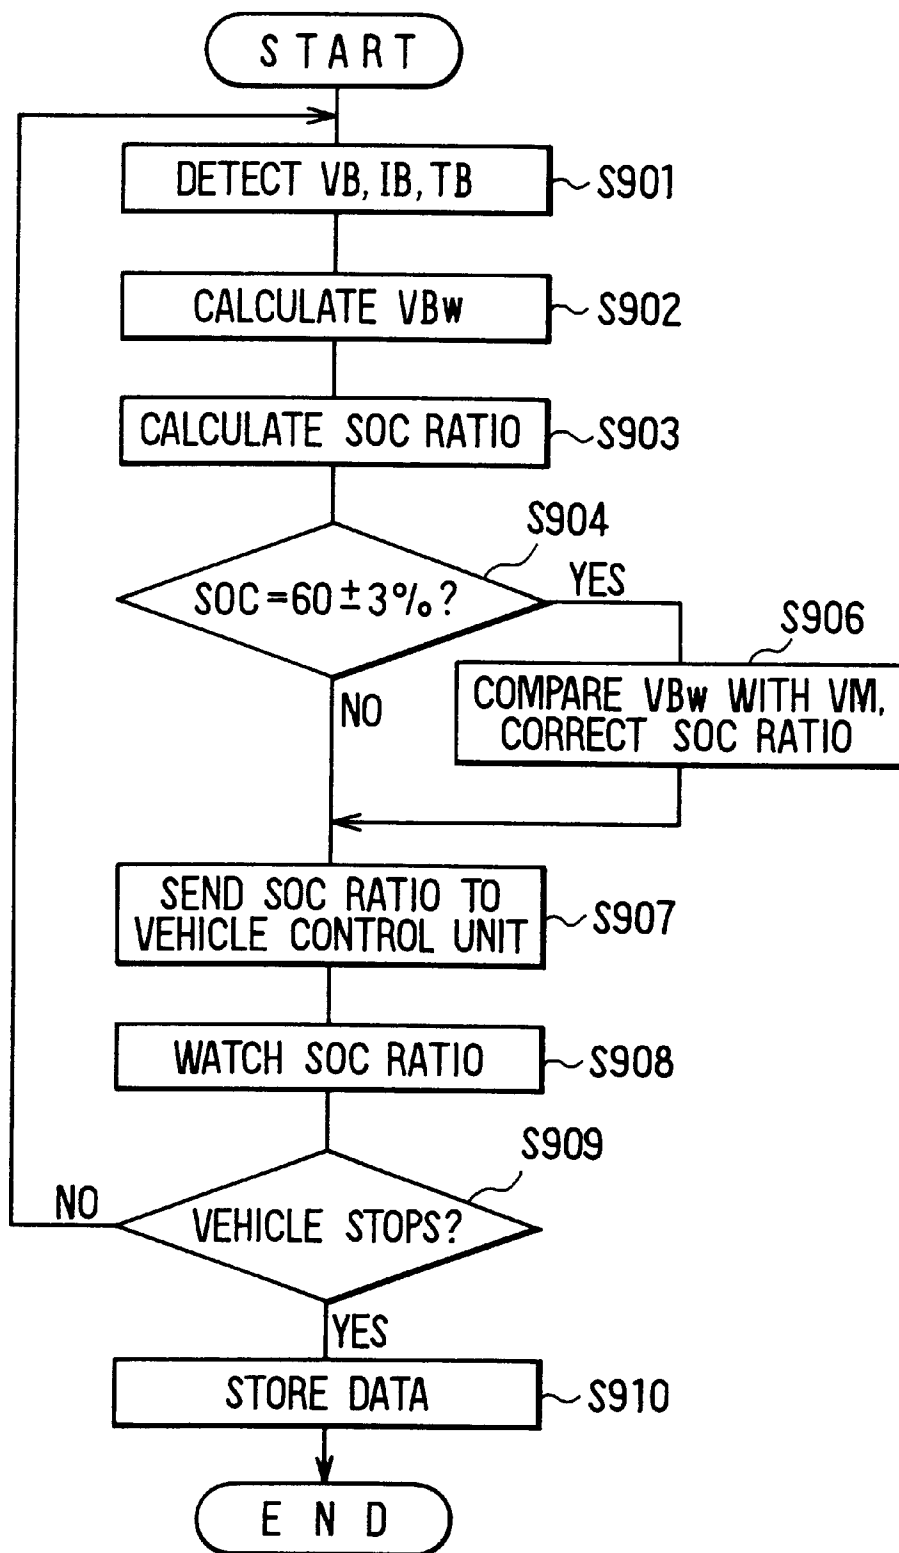 START
DETECT VB, IB, TB
S901
CALCULATE VBW
S902
CALCULATE SOC RATIO
S903
S904
SOC=60±3%?
YES
S906
COMPARE VBW WITH VM,
CORRECT SOC RATIO
NO
SEND SOC RATIO TO
VEHICLE CONTROL UNIT
S907
WATCH SOC RATIO
S908
S909
NO
VEHICLE STOPS?
YES
STORE DATA
S910
END